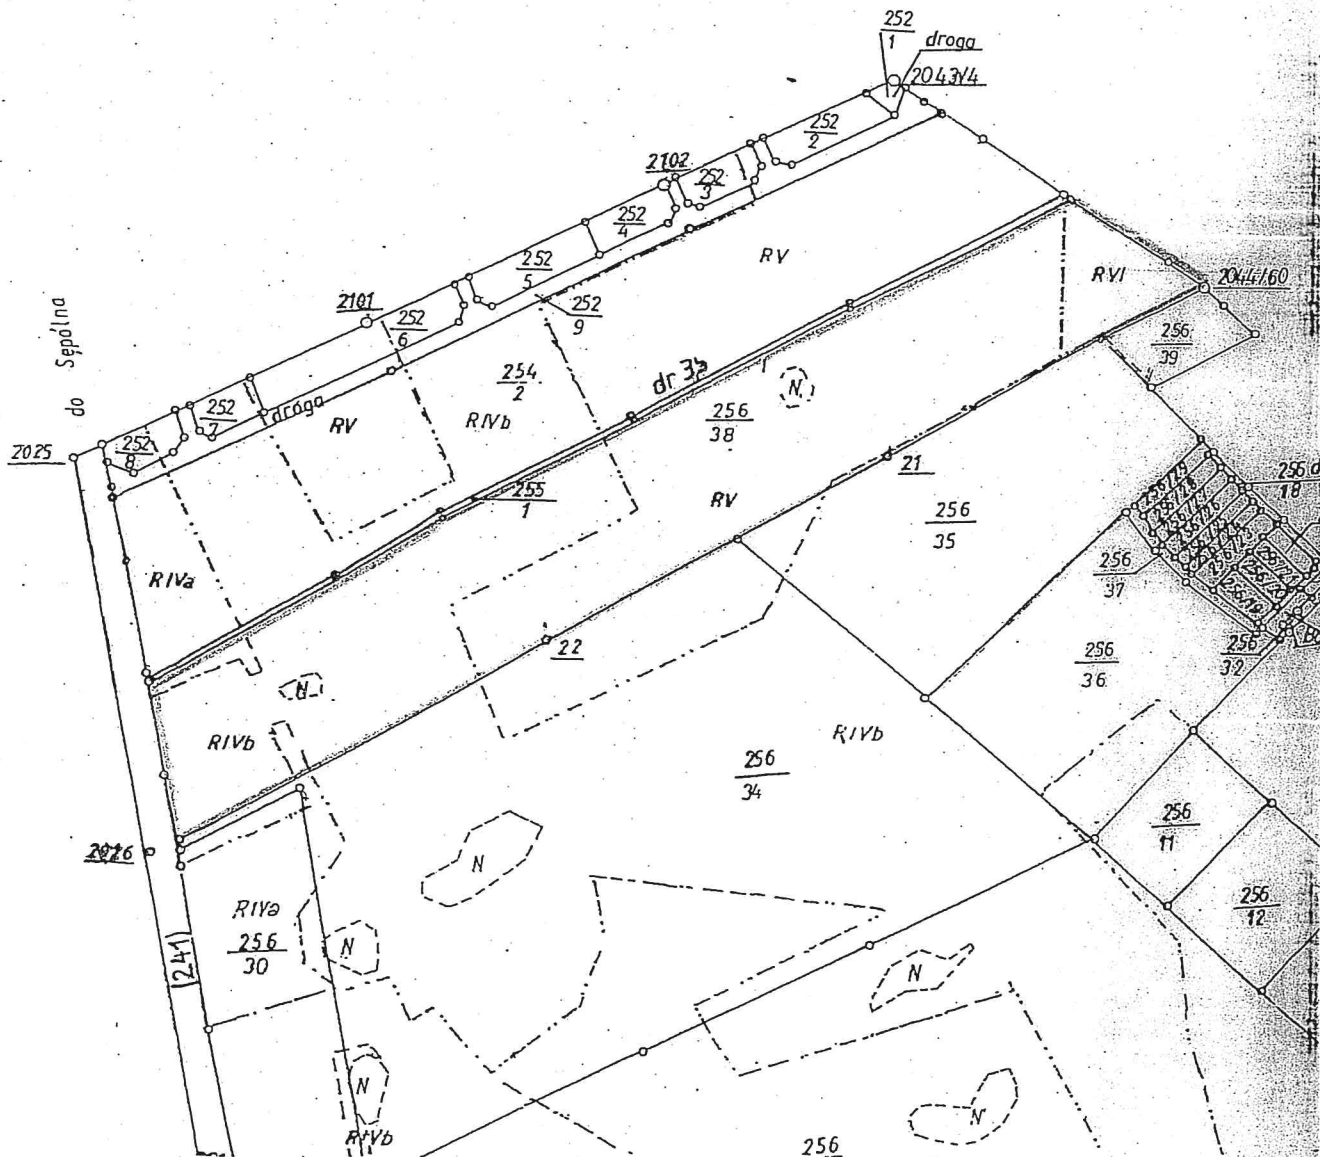 252
1
droga
2043/4
252
2
2102
252
3
252
4
252
5
RV
RVI
2044/60
2101
252
6
252
9
256
39
do Sępólna
254
2
dr 35
N
252
7
droga
RV
RIVb
256
38
2025
252
8
21
255
1
RV
256
35
256
18
RIVa
256
37
22
256
32
256
36
N
RIVb
RIVb
256
34
256
11
2026
N
256
12
RIVa
256
30
N
(241)
N
N
N
RIVb
256